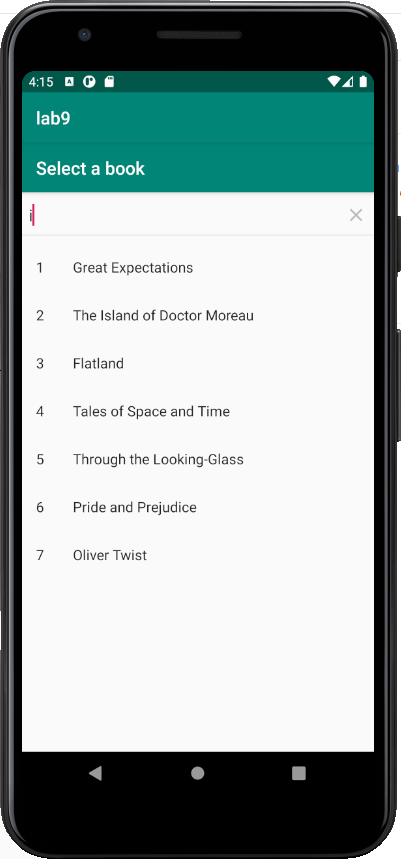 4:15
lab9
Select a book
i
1 Great Expectations
2 The Island of Doctor Moreau
3 Flatland
4 Tales of Space and Time
5 Through the Looking-Glass
6 Pride and Prejudice
7 Oliver Twist